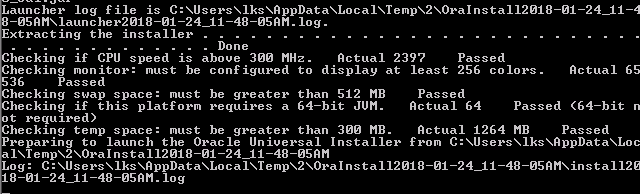 Launcher log file is C:\Users\lks\AppData\Local\Temp\2\OraInstall2018-01-24_11-4
8-05AM\launcher2018-01-24_11-48-05AM.log.
Extracting the installer . . . . . . . . . . . . . . . . . . . . . . . . . . .
. . . . . . . . . . . . . Done
Checking if CPU speed is above 300 MHz.   Actual 2397    Passed
Checking monitor: must be configured to display at least 256 colors.   Actual 65
536    Passed
Checking swap space: must be greater than 512 MB    Passed
Checking if this platform requires a 64-bit JVM.   Actual 64    Passed (64-bit n
ot required)
Checking temp space: must be greater than 300 MB.   Actual 1264 MB    Passed
Preparing to launch the Oracle Universal Installer from C:\Users\lks\AppData\Loc
al\Temp\2\OraInstall2018-01-24_11-48-05AM
Log: C:\Users\lks\AppData\Local\Temp\2\OraInstall2018-01-24_11-48-05AM\install20
18-01-24_11-48-05AM.log